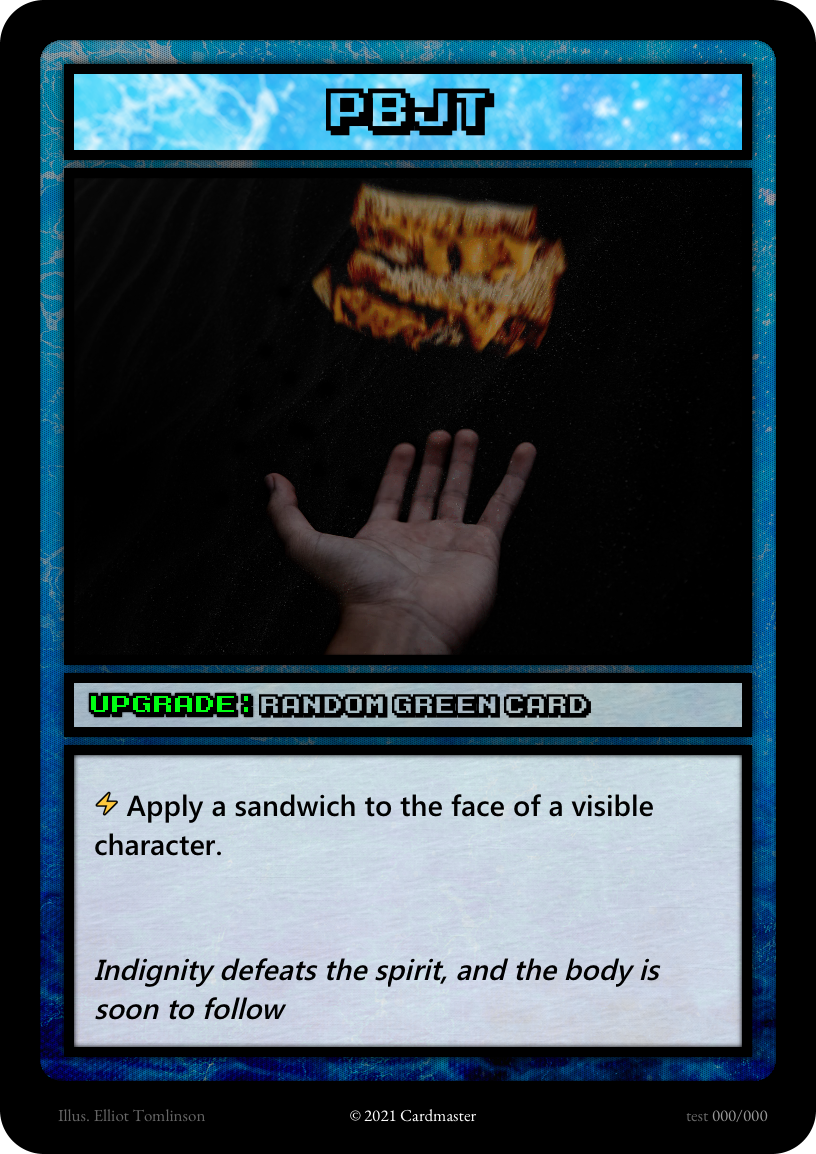 PBJT
UPGRADE: RANDOM GREEN CARD
⚡ Apply a sandwich to the face of a visible
character.
Indignity defeats the spirit, and the body is
soon to follow
Illus. Elliot Tomlinson © 2021 Cardmaster test 000/000